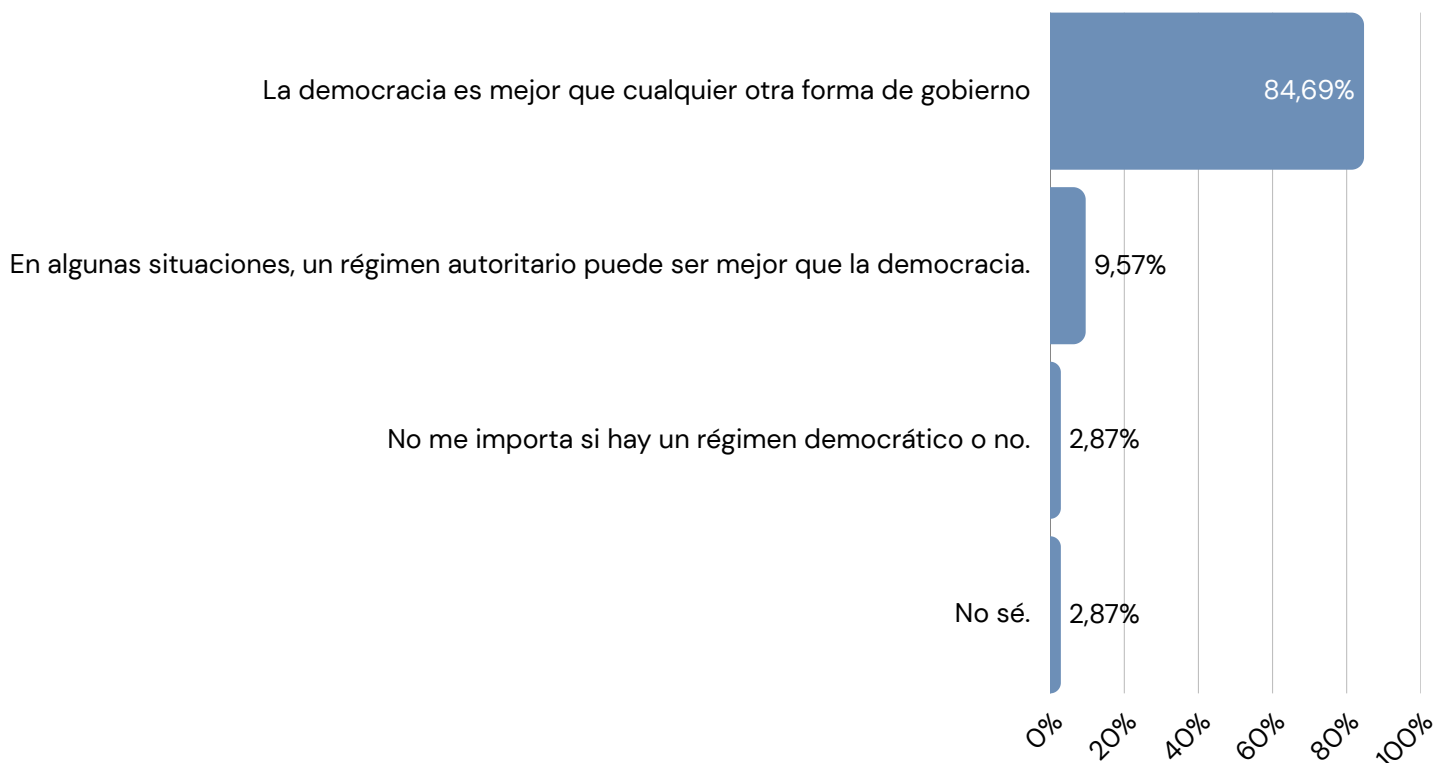 La democracia es mejor que cualquier otra forma de gobierno
84,69%
En algunas situaciones, un régimen autoritario puede ser mejor que la democracia.
9,57%
No me importa si hay un régimen democrático o no.
2,87%
No sé.
2,87%
0%
20%
40%
60%
80%
100%